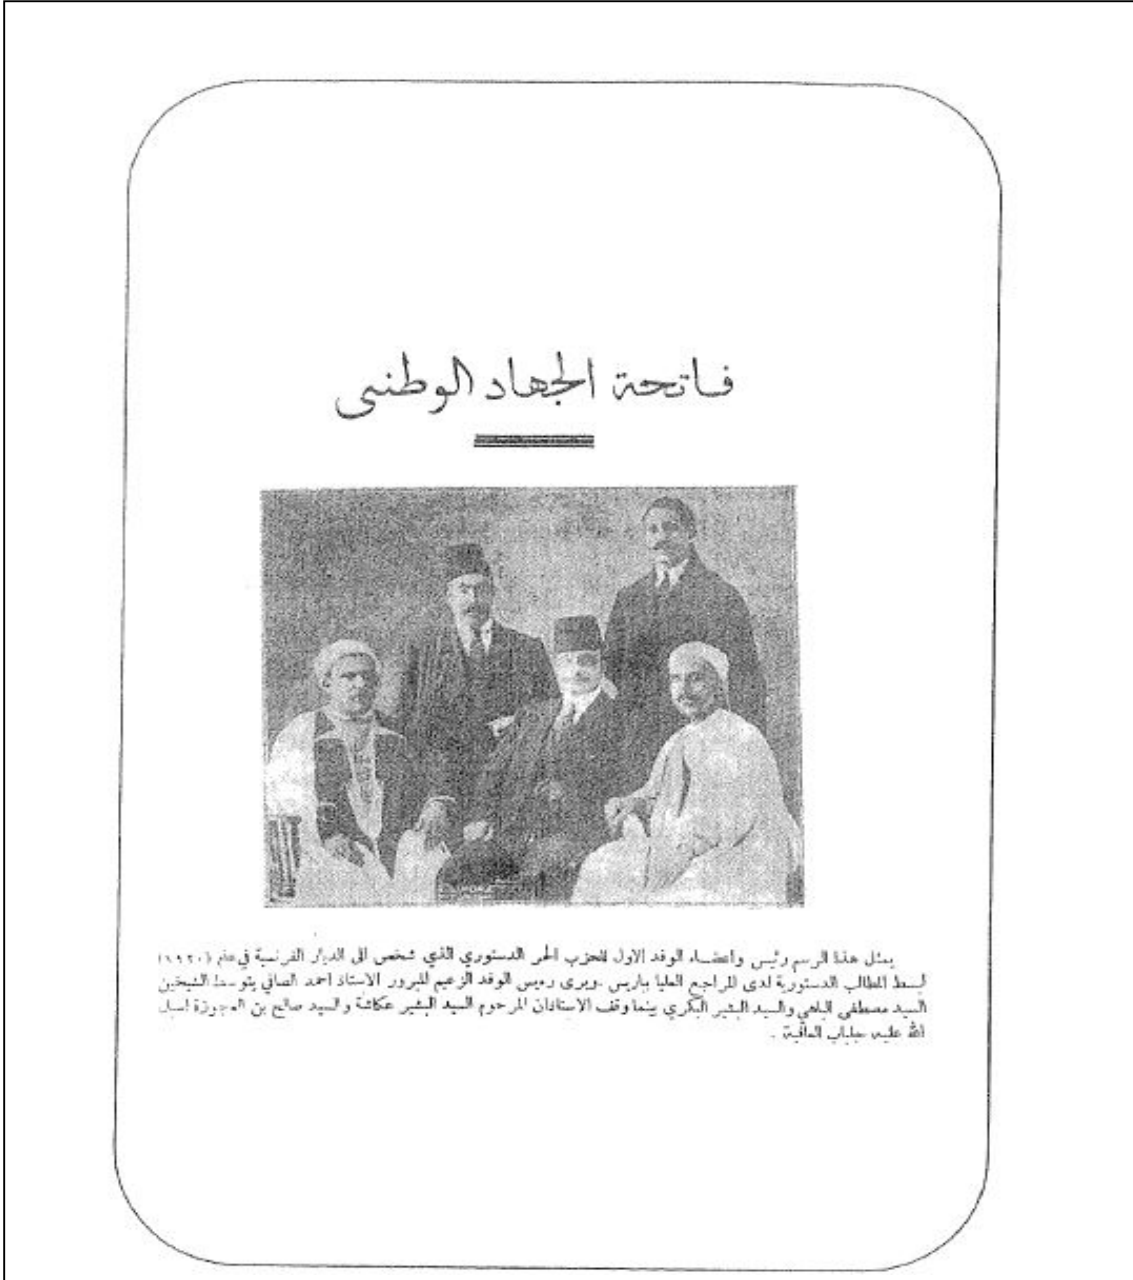 فاتحة الجهاد الوطني
يمثل هذا الرسم رئيس واعضاء الوفد الاول للحزب الحر الدستوري الذي شخص الى الديار الفرنسية في عام (١٩٢٠)
لبسط المطالب الدستورية لدى المراجع العليا بباريس . ويرى رئيس الوفد الزعيم المبرور الاستاذ احمد الصافي يتوسط الشيخين
السيد مصطفى الباهي والسيد البشير البكري بينما وقف الاستاذان المرحوم السيد البشير عكاشة والسيد صالح بن العجوزة اسبل
الله عليه جلباب العافية .